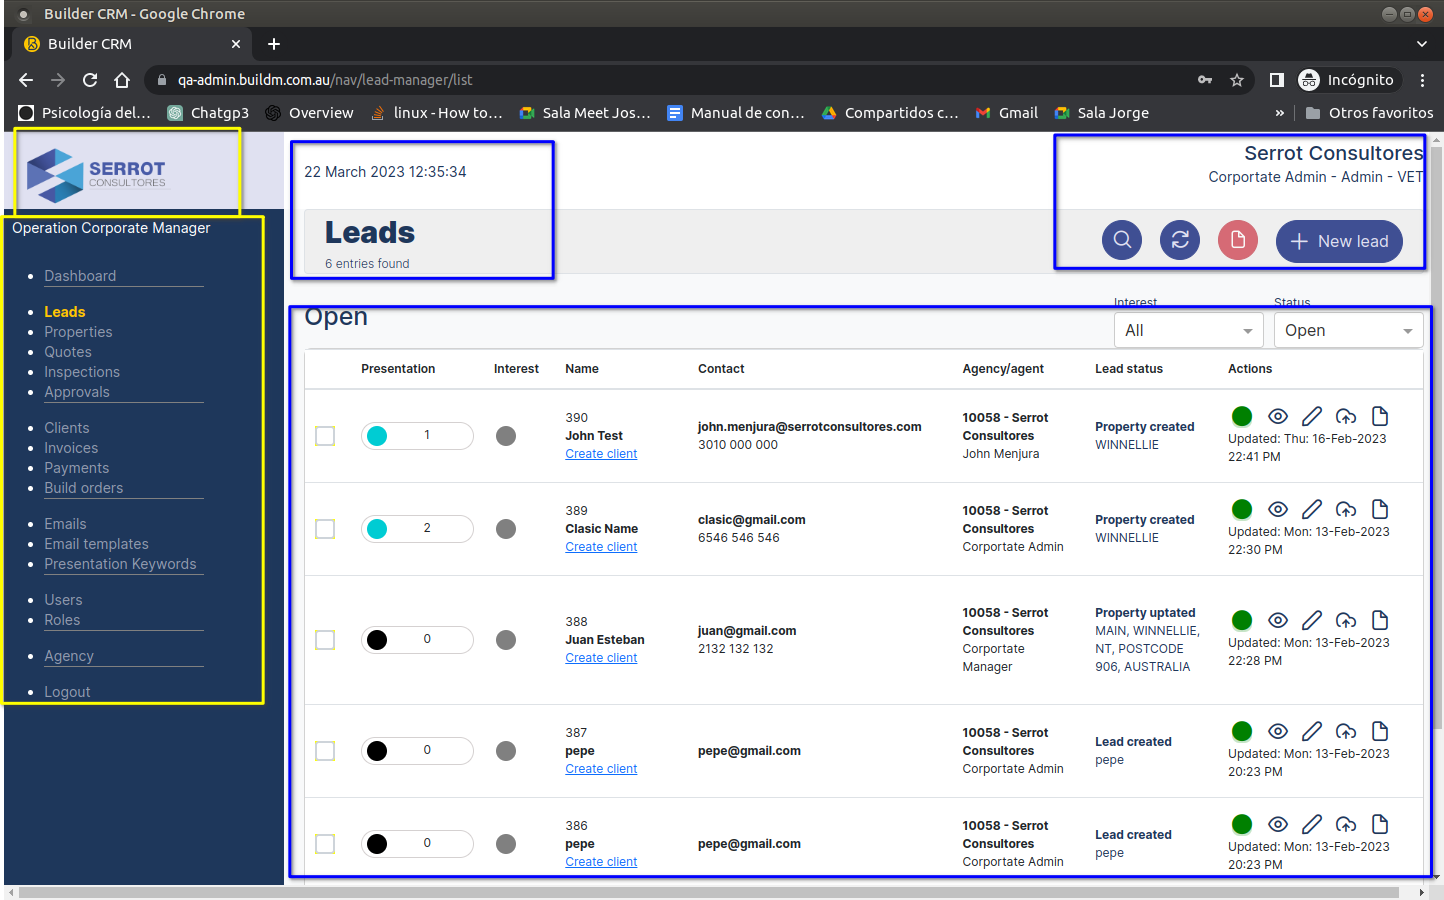 Builder CRM - Google Chrome
Builder CRM
qa-admin.buildm.com.au/nav/lead-manager/list
Incógnito
Psicología del...
Chatgp3
Overview
linux - How to...
Sala Meet Jos...
Manual de con...
Compartidos c...
Gmail
Sala Jorge
»
Otros favoritos
SERROT
CONSULTORES
Operation Corporate Manager
Dashboard
Leads
Properties
Quotes
Inspections
Approvals
Clients
Invoices
Payments
Build orders
Emails
Email templates
Presentation Keywords
Users
Roles
Agency
Logout
22 March 2023 12:35:34
Serrot Consultores
Corportate Admin - Admin - VET
Leads
6 entries found
New lead
Open
Interest
All
Status
Open
Presentation Interest Name Contact Agency/agent Lead status Actions
1
390
John Test
Create client
john.menjura@serrotconsultores.com
3010 000 000
10058 - Serrot
Consultores
John Menjura
Property created
WINNELLIE
Updated: Thu: 16-Feb-2023
22:41 PM
2
389
Clasic Name
Create client
clasic@gmail.com
6546 546 546
10058 - Serrot
Consultores
Corportate Admin
Property created
WINNELLIE
Updated: Mon: 13-Feb-2023
22:30 PM
0
388
Juan Esteban
Create client
juan@gmail.com
2132 132 132
10058 - Serrot
Consultores
Corportate
Manager
Property uptated
MAIN, WINNELLIE,
NT, POSTCODE
906, AUSTRALIA
Updated: Mon: 13-Feb-2023
22:28 PM
0
387
pepe
Create client
pepe@gmail.com
10058 - Serrot
Consultores
Corportate Admin
Lead created
pepe
Updated: Mon: 13-Feb-2023
20:23 PM
0
386
pepe
Create client
pepe@gmail.com
10058 - Serrot
Consultores
Corportate Admin
Lead created
pepe
Updated: Mon: 13-Feb-2023
20:23 PM